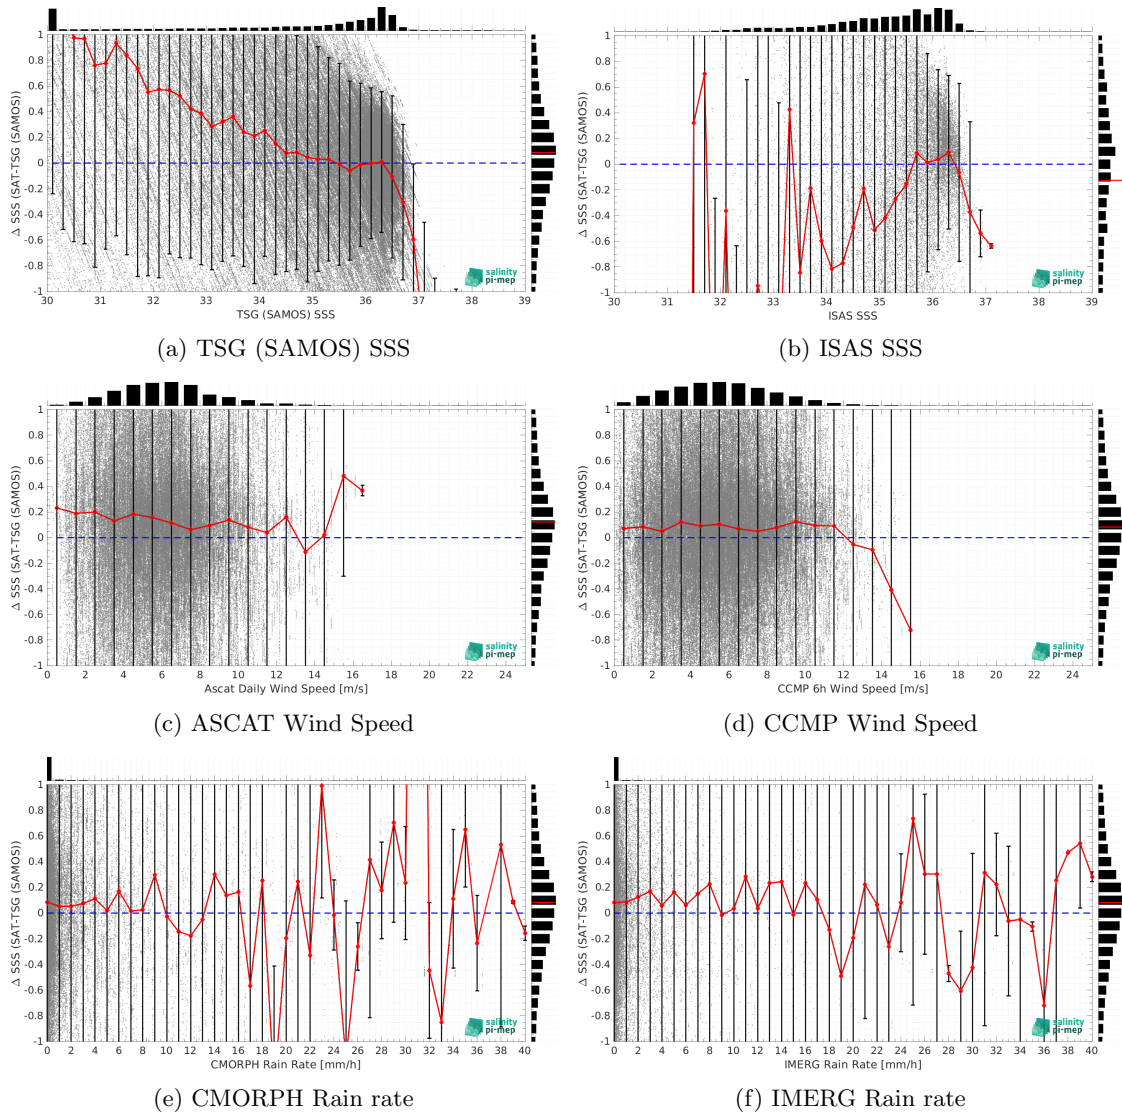 Δ SSS (SAT-TSG (SAMOS))
1
0.8
0.6
0.4
0.2
0
-0.2
-0.4
-0.6
-0.8
-1
30 31 32 33 34 35 36 37 38 39
TSG (SAMOS) SSS
salinity
pi-mep
(a) TSG (SAMOS) SSS
Δ SSS (SAT-TSG (SAMOS))
1
0.8
0.6
0.4
0.2
0
-0.2
-0.4
-0.6
-0.8
-1
30 31 32 33 34 35 36 37 38 39
ISAS SSS
salinity
pi-mep
(b) ISAS SSS
Δ SSS (SAT-TSG (SAMOS))
1
0.8
0.6
0.4
0.2
0
-0.2
-0.4
-0.6
-0.8
-1
0 2 4 6 8 10 12 14 16 18 20 22 24
Ascat Daily Wind Speed [m/s]
salinity
pi-mep
(c) ASCAT Wind Speed
Δ SSS (SAT-TSG (SAMOS))
1
0.8
0.6
0.4
0.2
0
-0.2
-0.4
-0.6
-0.8
-1
0 2 4 6 8 10 12 14 16 18 20 22 24
CCMP 6h Wind Speed [m/s]
salinity
pi-mep
(d) CCMP Wind Speed
Δ SSS (SAT-TSG (SAMOS))
1
0.8
0.6
0.4
0.2
0
-0.2
-0.4
-0.6
-0.8
-1
0 2 4 6 8 10 12 14 16 18 20 22 24 26 28 30 32 34 36 38 40
CMORPH Rain Rate [mm/h]
salinity
pi-mep
(e) CMORPH Rain rate
Δ SSS (SAT-TSG (SAMOS))
1
0.8
0.6
0.4
0.2
0
-0.2
-0.4
-0.6
-0.8
-1
0 2 4 6 8 10 12 14 16 18 20 22 24 26 28 30 32 34 36 38 40
IMERG Rain Rate [mm/h]
salinity
pi-mep
(f) IMERG Rain rate